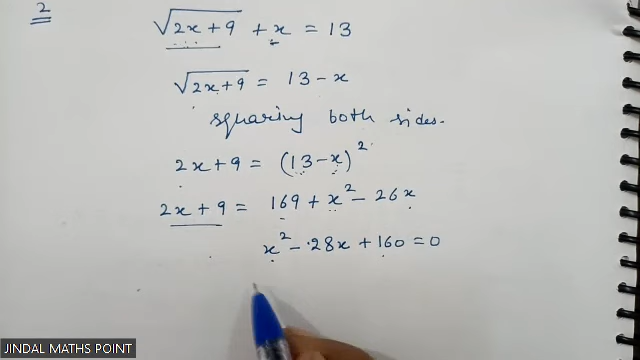 2
√2x+9 + x = 13
√2x+9 = 13 - x
squaring both sides.
2x+9 = (13-x)²
2x+9 = 169 + x² - 26x
x² - 28x + 160 = 0
JINDAL MATHS POINT